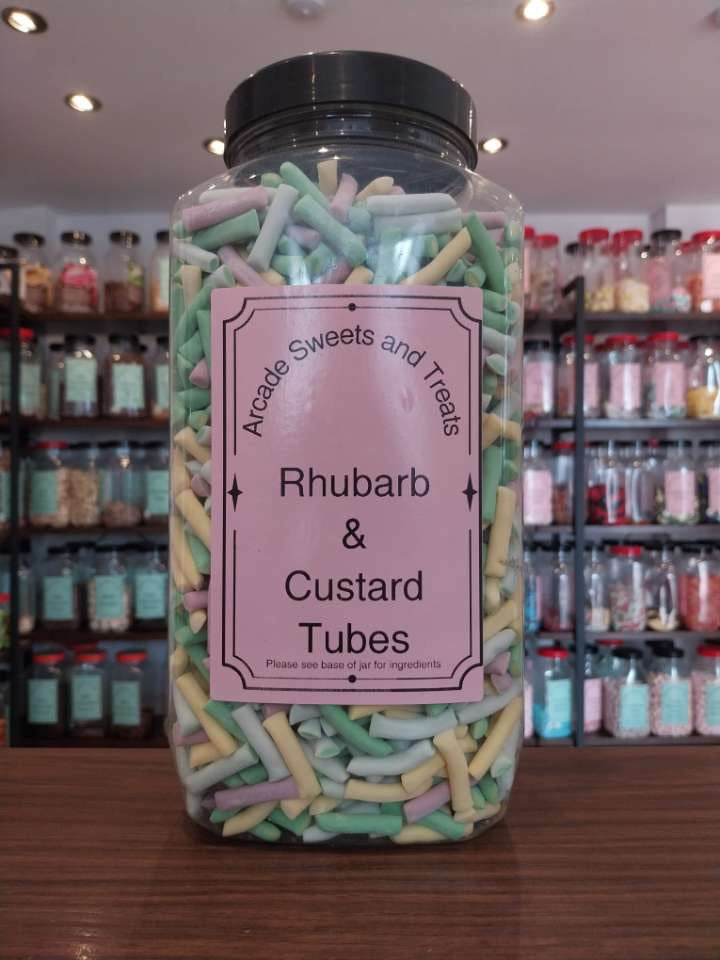 Arcade Sweets and Treats
Rhubarb
&
Custard
Tubes
Please see base of jar for ingredients